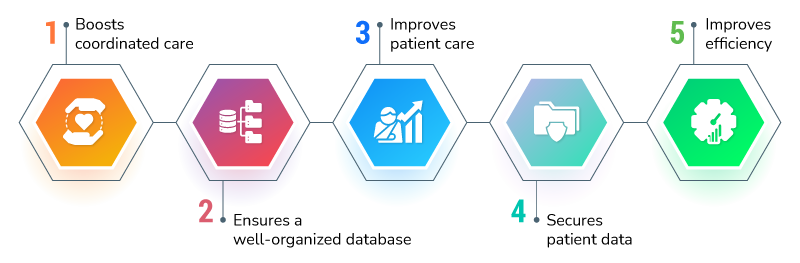 1 Boosts
coordinated care
2 Ensures a
well-organized database
3 Improves
patient care
4 Secures
patient data
5 Improves
efficiency